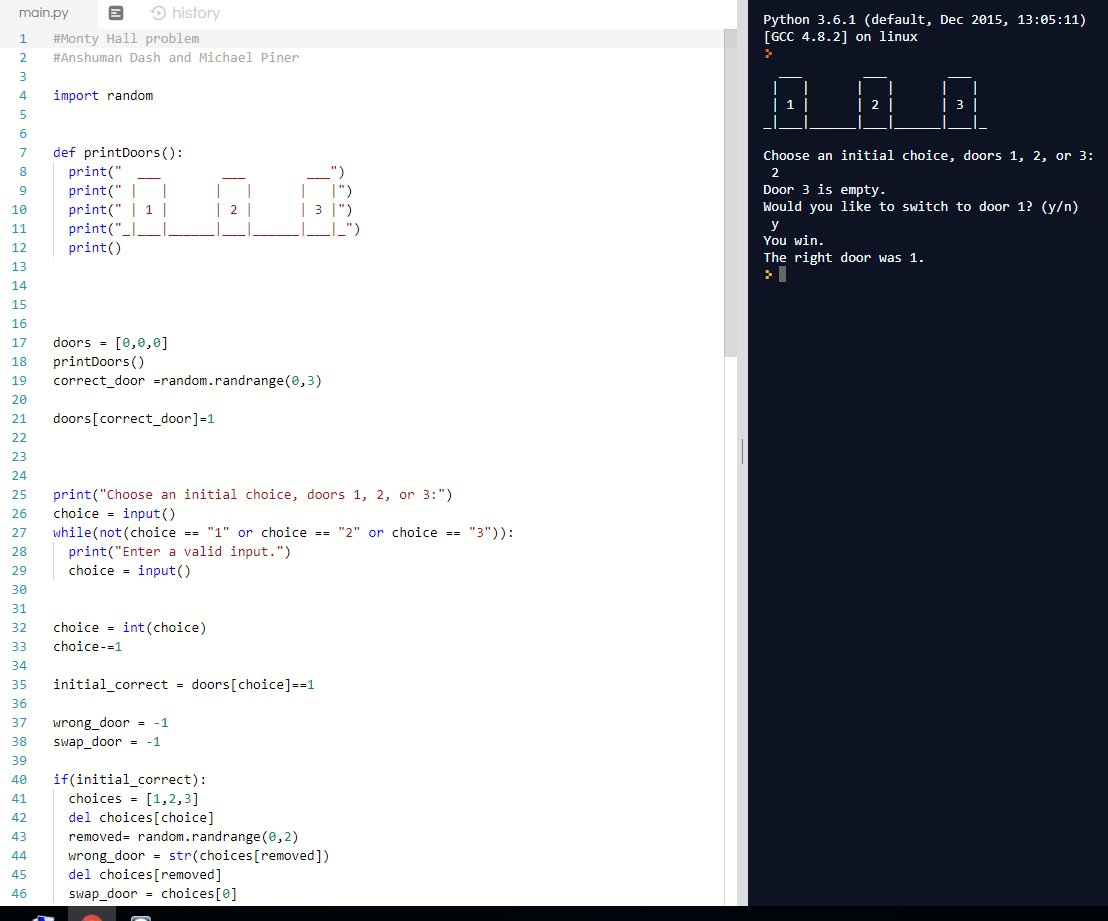 main.py history
1 #Monty Hall problem
2 #Anshuman Dash and Michael Piner
3
4 import random
5
6
7 def printDoors():
8   print("  ___        ___        ___")
9   print(" |   |      |   |      |   |")
10   print(" | 1 |      | 2 |      | 3 |")
11   print("_|___|______|___|______|___|_")
12   print()
13
14
15
16
17 doors = [0,0,0]
18 printDoors()
19 correct_door =random.randrange(0,3)
20
21 doors[correct_door]=1
22
23
24
25 print("Choose an initial choice, doors 1, 2, or 3:")
26 choice = input()
27 while(not(choice == "1" or choice == "2" or choice == "3")):
28   print("Enter a valid input.")
29   choice = input()
30
31
32 choice = int(choice)
33 choice-=1
34
35 initial_correct = doors[choice]==1
36
37 wrong_door = -1
38 swap_door = -1
39
40 if(initial_correct):
41   choices = [1,2,3]
42   del choices[choice]
43   removed= random.randrange(0,2)
44   wrong_door = str(choices[removed])
45   del choices[removed]
46   swap_door = choices[0]
Python 3.6.1 (default, Dec 2015, 13:05:11)
[GCC 4.8.2] on linux
  ___        ___        ___
 |   |      |   |      |   |
 | 1 |      | 2 |      | 3 |
_|___|______|___|______|___|_
Choose an initial choice, doors 1, 2, or 3:
 2
Door 3 is empty.
Would you like to switch to door 1? (y/n)
 y
You win.
The right door was 1.